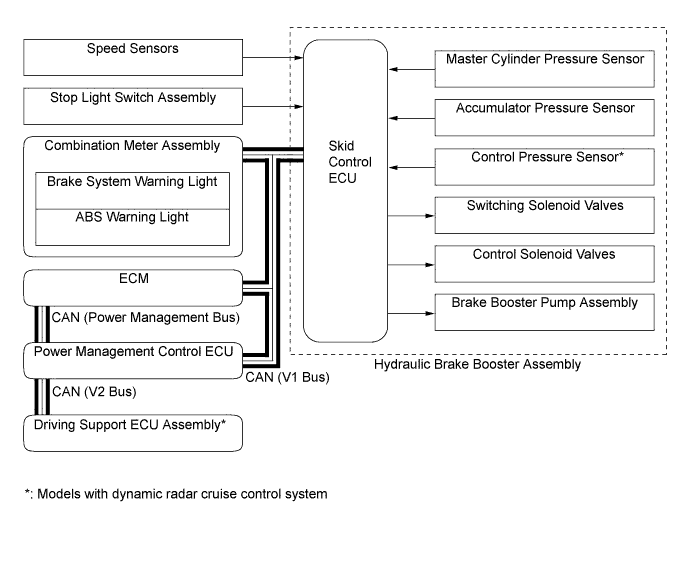 Speed Sensors
Stop Light Switch Assembly
Combination Meter Assembly
Brake System Warning Light
ABS Warning Light
ECM
CAN (Power Management Bus)
Power Management Control ECU
CAN (V1 Bus)
CAN (V2 Bus)
Driving Support ECU Assembly*
Skid
Control
ECU
Master Cylinder Pressure Sensor
Accumulator Pressure Sensor
Control Pressure Sensor*
Switching Solenoid Valves
Control Solenoid Valves
Brake Booster Pump Assembly
Hydraulic Brake Booster Assembly
*: Models with dynamic radar cruise control system